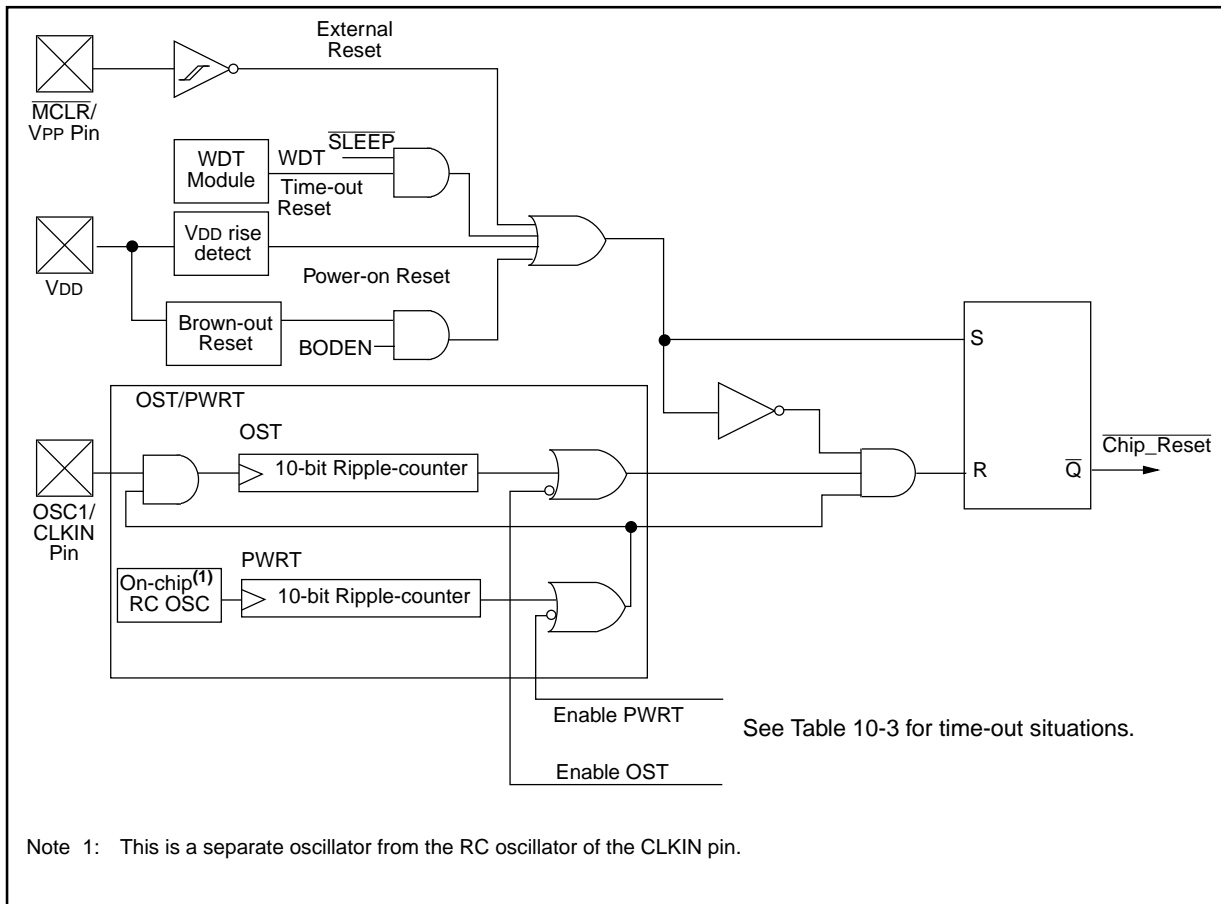 External
Reset
MCLR/
VPP Pin
SLEEP
WDT
Module
WDT
Time-out
Reset
VDD rise
detect
VDD
Power-on Reset
Brown-out
Reset
BODEN
S
OST/PWRT
OST
10-bit Ripple-counter
Chip_Reset
R
Q
OSC1/
CLKIN
Pin
PWRT
On-chip(1)
RC OSC
10-bit Ripple-counter
Enable PWRT
See Table 10-3 for time-out situations.
Enable OST
Note 1: This is a separate oscillator from the RC oscillator of the CLKIN pin.